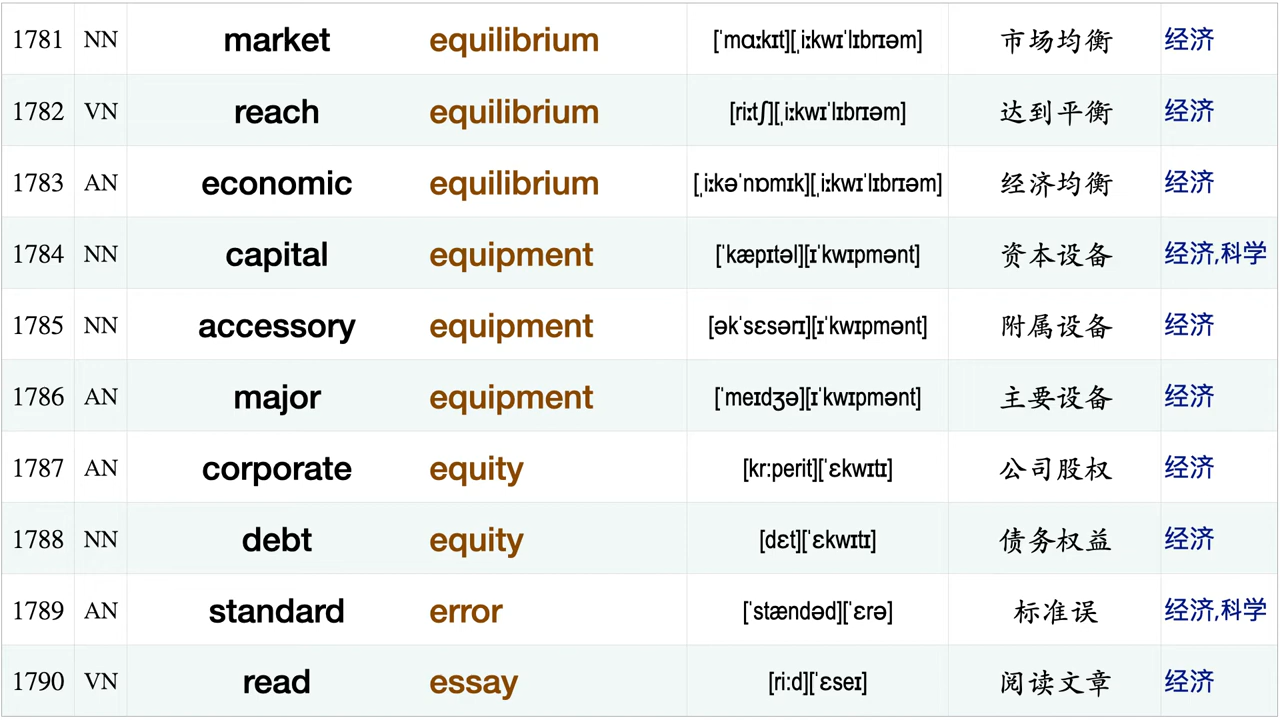 1781 NN market equilibrium [ˈmɑːkɪt][ˌiːkwɪˈlɪbrɪəm] 市场均衡 经济
1782 VN reach equilibrium [riːtʃ][ˌiːkwɪˈlɪbrɪəm] 达到平衡 经济
1783 AN economic equilibrium [ˌiːkəˈnɒmɪk][ˌiːkwɪˈlɪbrɪəm] 经济均衡 经济
1784 NN capital equipment [ˈkæpɪtəl][ɪˈkwɪpmənt] 资本设备 经济,科学
1785 NN accessory equipment [əkˈsɛsərɪ][ɪˈkwɪpmənt] 附属设备 经济
1786 AN major equipment [ˈmeɪdʒə][ɪˈkwɪpmənt] 主要设备 经济
1787 AN corporate equity [kr:perit][ˈɛkwɪtɪ] 公司股权 经济
1788 NN debt equity [dɛt][ˈɛkwɪtɪ] 债务权益 经济
1789 AN standard error [ˈstændəd][ˈɛrə] 标准误 经济,科学
1790 VN read essay [ri:d][ˈɛseɪ] 阅读文章 经济